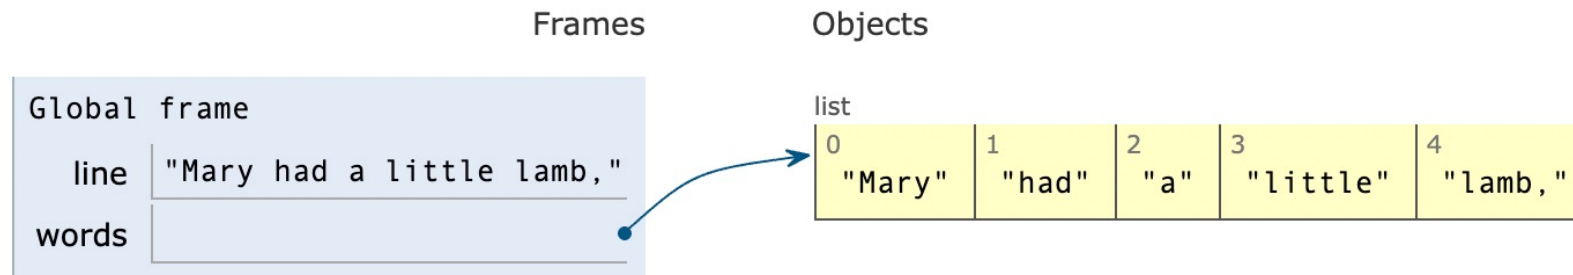 Frames Objects
Global frame
list
line "Mary had a little lamb,"
0 1 2 3 4
"Mary" "had" "a" "little" "lamb,"
words